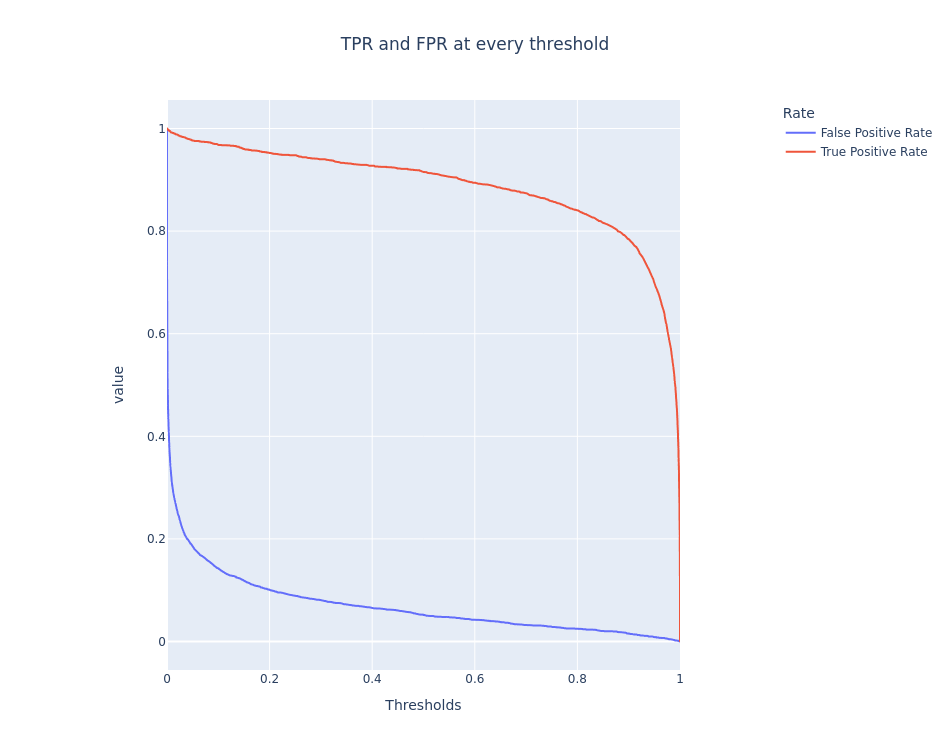 TPR and FPR at every threshold
Rate
False Positive Rate
True Positive Rate
value
1
0.8
0.6
0.4
0.2
0
0 0.2 0.4 0.6 0.8 1
Thresholds